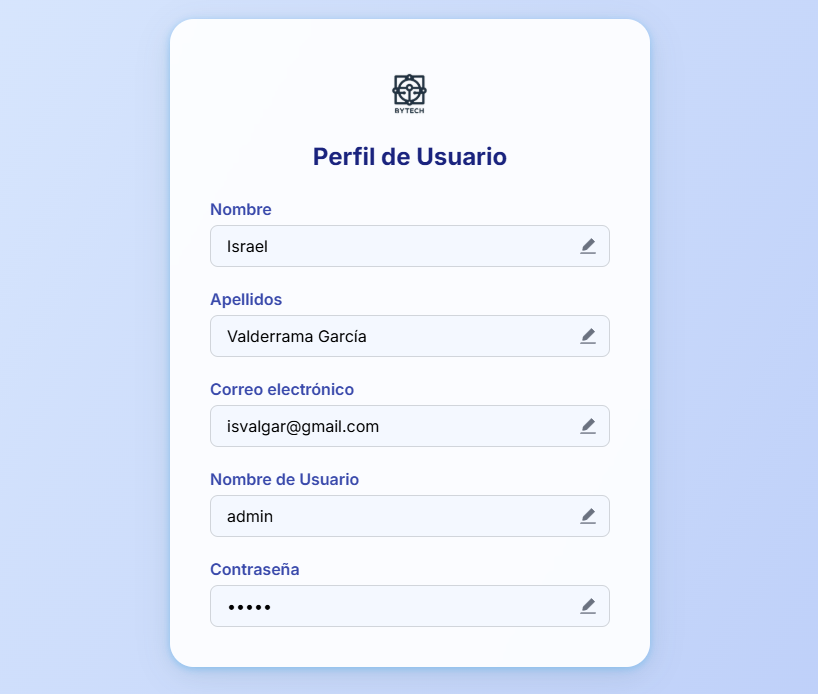 BYTECH
Perfil de Usuario
Nombre
Israel
Apellidos
Valderrama García
Correo electrónico
isvalgar@gmail.com
Nombre de Usuario
admin
Contraseña
•••••